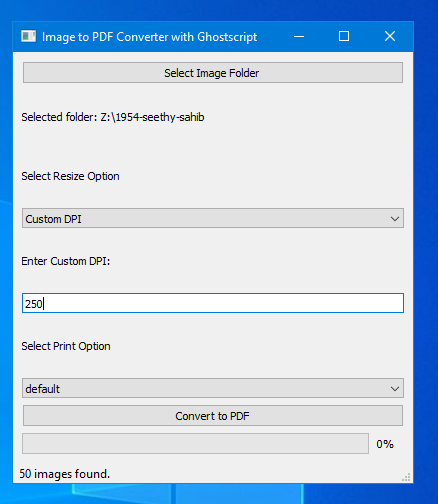 Image to PDF Converter with Ghostscript
Select Image Folder
Selected folder: Z:\1954-seethy-sahib
Select Resize Option
Custom DPI
Enter Custom DPI:
250
Select Print Option
default
Convert to PDF
0%
50 images found.